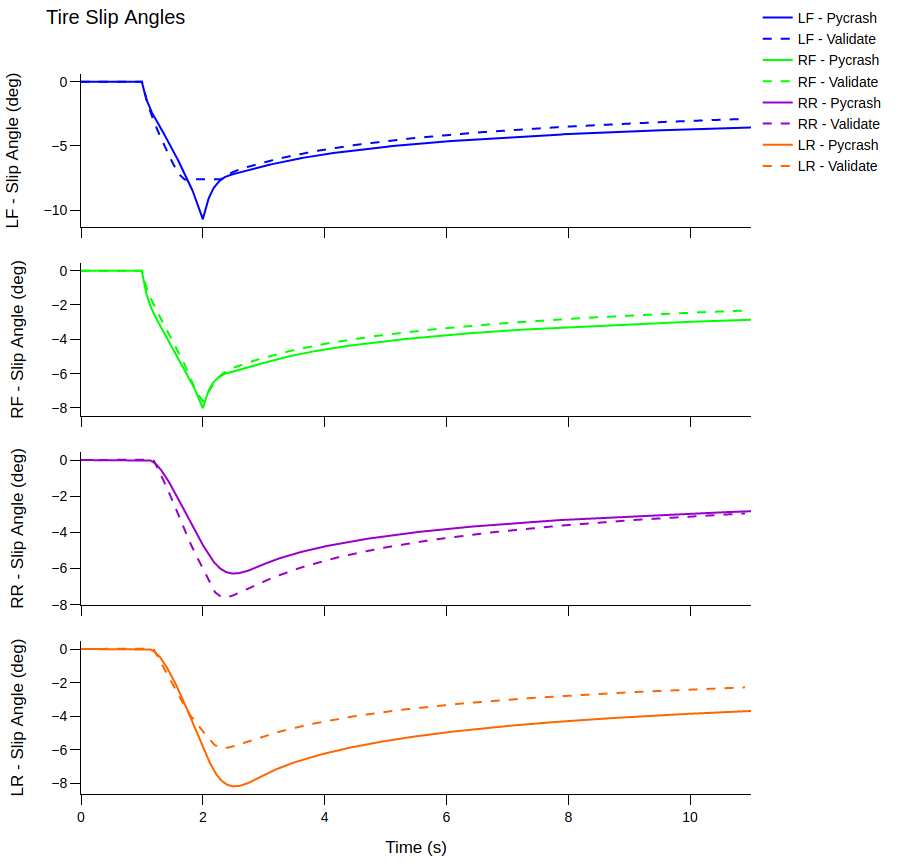 Tire Slip Angles
LF - Pycrash
LF - Validate
RF - Pycrash
RF - Validate
RR - Pycrash
RR - Validate
LR - Pycrash
LR - Validate
LF - Slip Angle (deg)
0
−5
−10
RF - Slip Angle (deg)
0
−2
−4
−6
−8
RR - Slip Angle (deg)
0
−2
−4
−6
−8
LR - Slip Angle (deg)
0
−2
−4
−6
−8
0 2 4 6 8 10
Time (s)